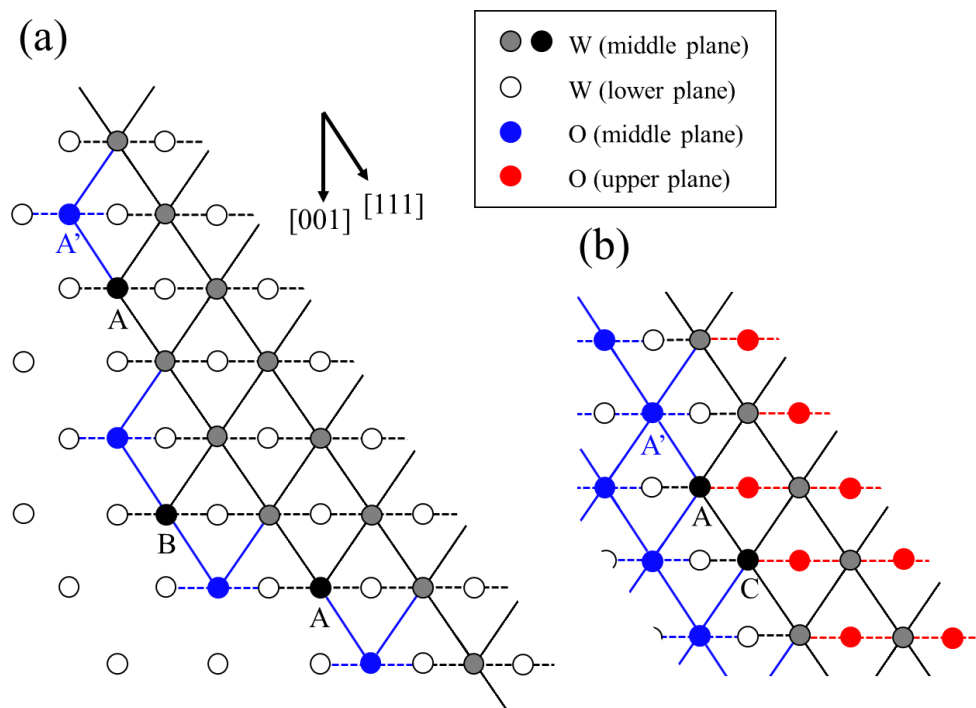 (a)
W (middle plane)
W (lower plane)
O (middle plane)
O (upper plane)
[001]
[111]
A'
A
B
A
(b)
A'
A
C